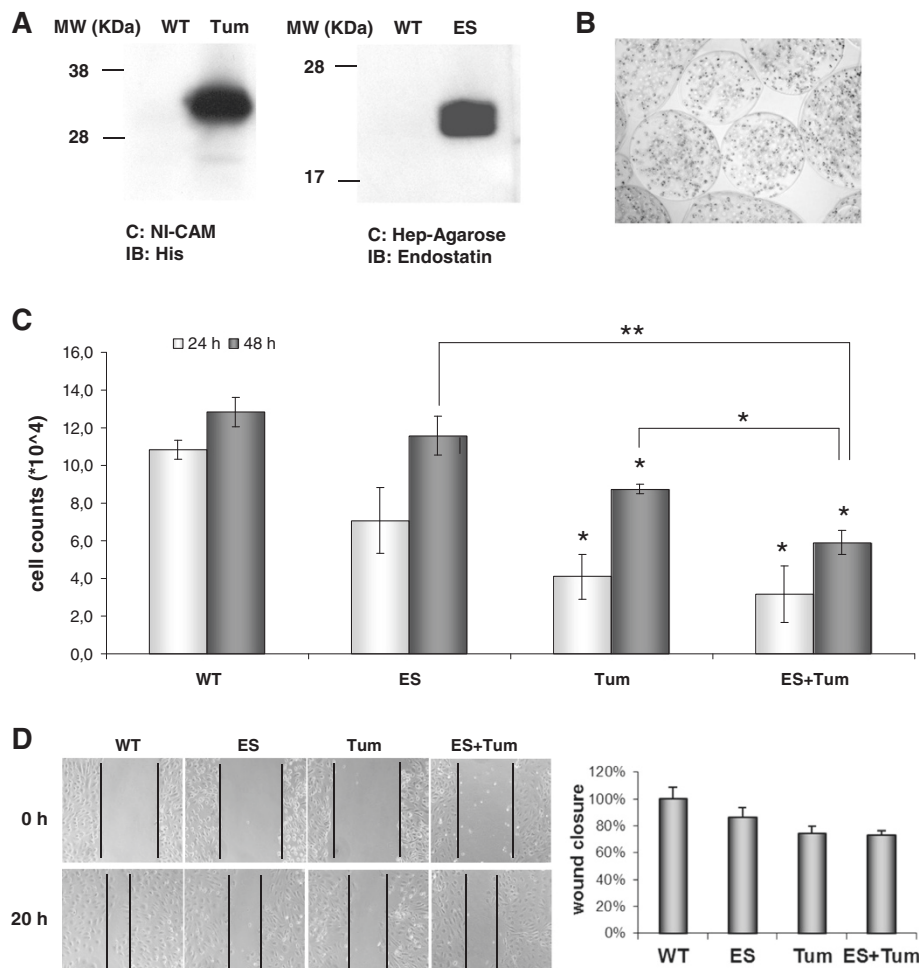 A
MW (KDa) WT Tum
38
28
C: NI-CAM
IB: His
MW (KDa) WT ES
28
17
C: Hep-Agarose
IB: Endostatin
B
C
24 h 48 h
cell counts (*10^4)
16,0
14,0
12,0
10,0
8,0
6,0
4,0
2,0
0,0
**
*
*
*
*
*
WT ES Tum ES+Tum
D
WT ES Tum ES+Tum
0 h
20 h
wound closure
120%
100%
80%
60%
40%
20%
0%
WT ES Tum ES+Tum